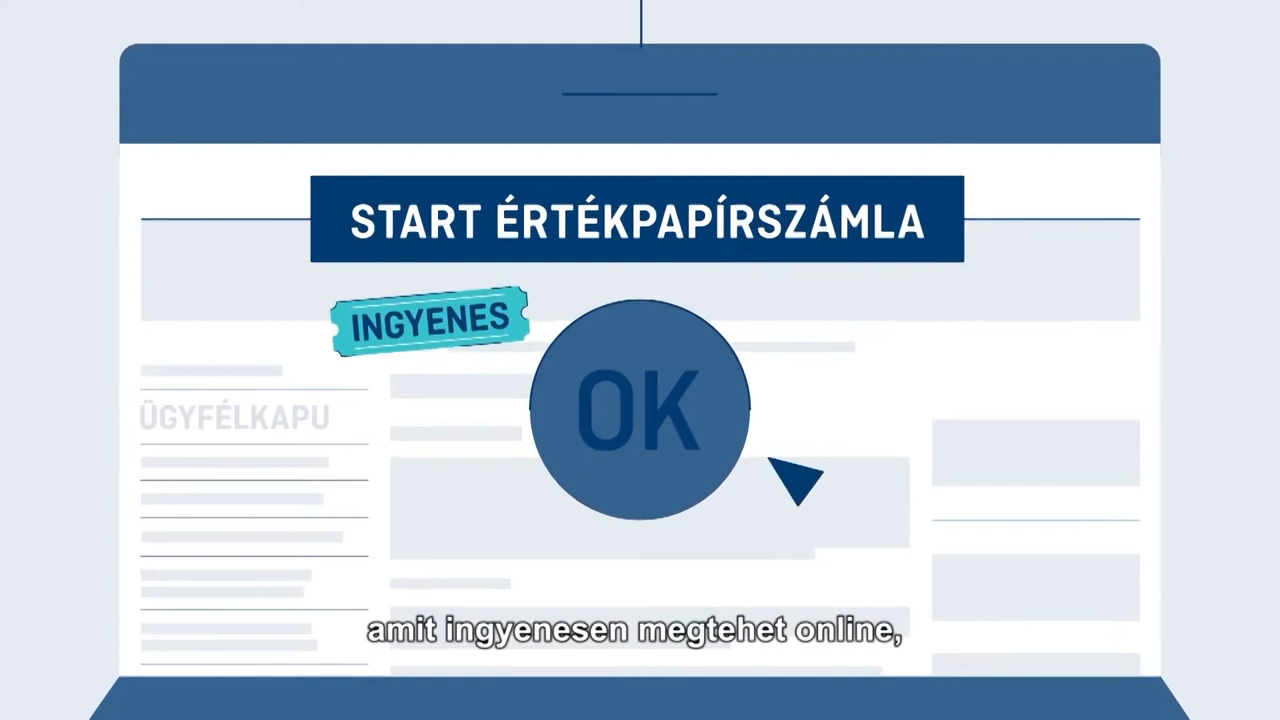 START ÉRTÉKPAPÍRSZÁMLA
INGYENES
OK
ÜGYFÉLKAPU
amit ingyenesen megtehet online,